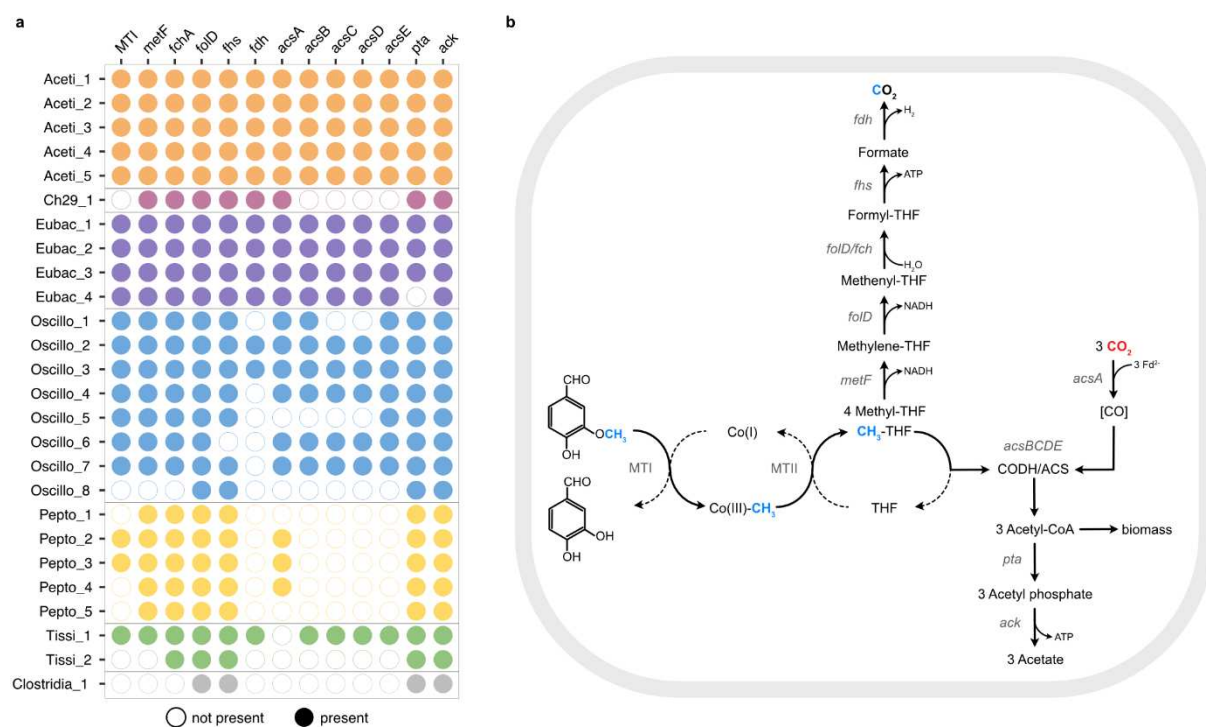 a
MTI metF fchA folD fhs fdh acsA acsB acsC acsD acsE pta ack
Aceti_1
Aceti_2
Aceti_3
Aceti_4
Aceti_5
Ch29_1
Eubac_1
Eubac_2
Eubac_3
Eubac_4
Oscillo_1
Oscillo_2
Oscillo_3
Oscillo_4
Oscillo_5
Oscillo_6
Oscillo_7
Oscillo_8
Pepto_1
Pepto_2
Pepto_3
Pepto_4
Pepto_5
Tissi_1
Tissi_2
Clostridia_1
not present present
b
CO₂
fdh H₂
Formate
fhs ATP
Formyl-THF
folD/fch H₂O
Methenyl-THF
folD NADH
Methylene-THF
metF NADH
4 Methyl-THF
CH₃-THF
3 CO₂
acsA 3 Fd²⁻
[CO]
acsBCDE
CODH/ACS
CHO
OCH₃
OH
MTI
Co(I)
MTII
Co(III)-CH₃
THF
CHO
OH
OH
3 Acetyl-CoA biomass
pta
3 Acetyl phosphate
ack ATP
3 Acetate